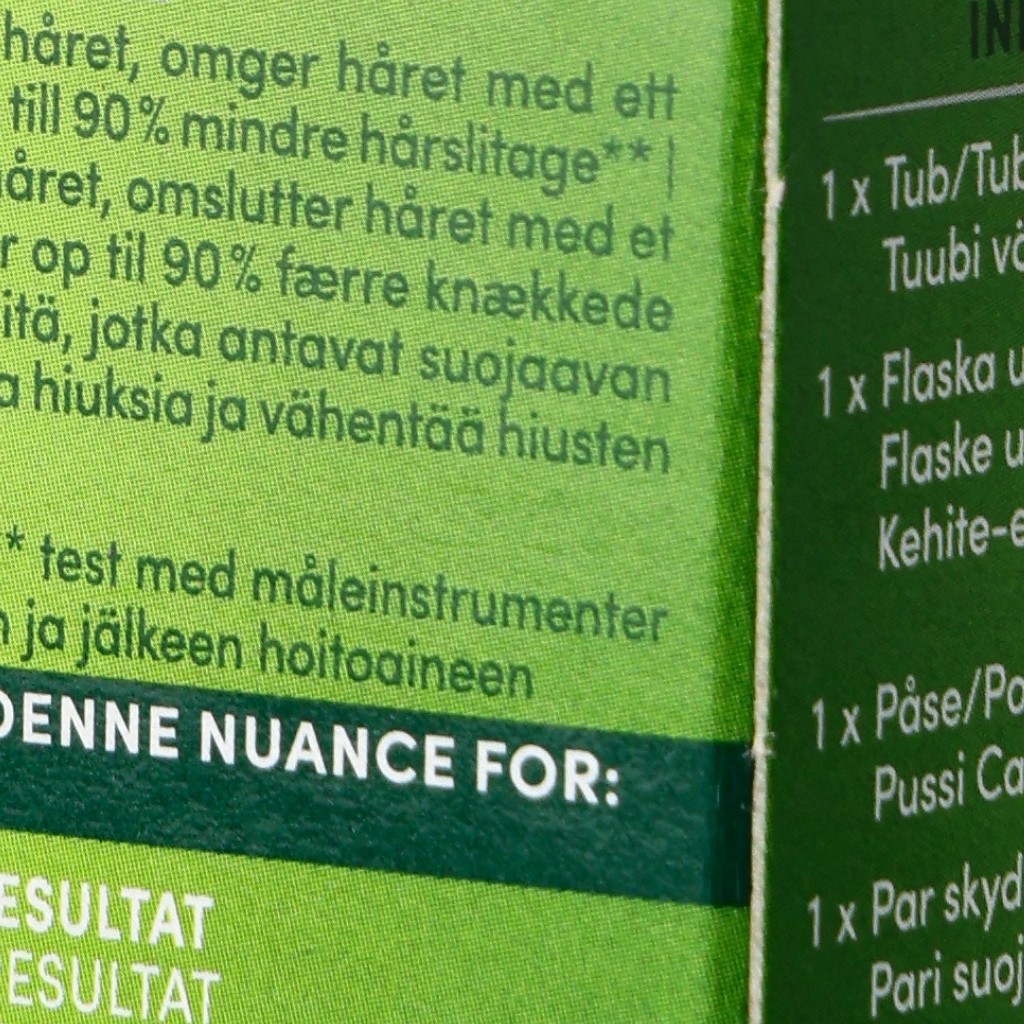 håret, omger håret med ett
till 90% mindre hårslitage** |
håret, omslutter håret med et
r op til 90% færre knækkede
itä, jotka antavat suojaavan
a hiuksia ja vähentää hiusten
* test med måleinstrumenter
n ja jälkeen hoitoaineen
DENNE NUANCE FOR:
ESULTAT
ESULTAT
IN
1 x Tub/Tub
Tuubi vä
1 x Flaska u
Flaske u
Kehite-e
1 x Påse/Po
Pussi Ca
1 x Par skyd
Pari suoj